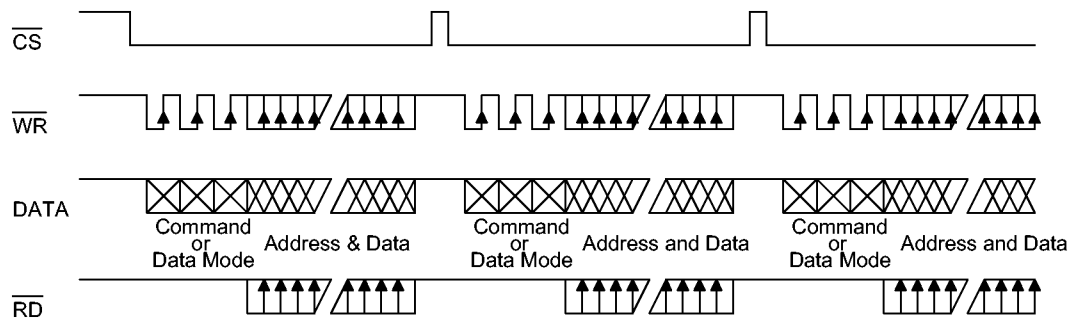 CS
WR
DATA
Command
or
Data Mode
Address & Data
Command
or
Data Mode
Address and Data
Command
or
Data Mode
Address and Data
RD